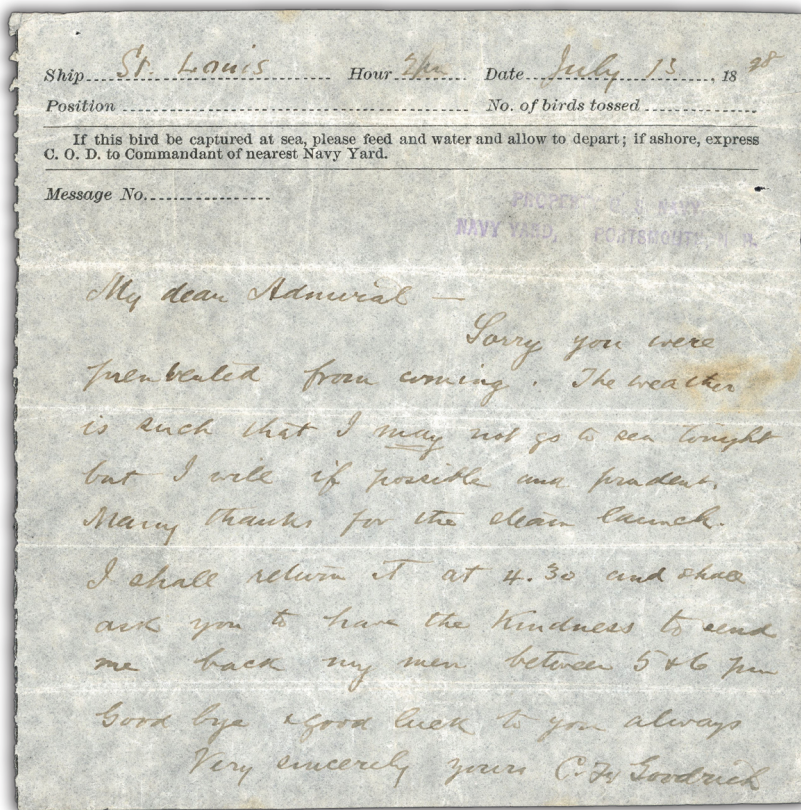 Ship St. Louis Hour 2 pm Date July 13, 1898
Position No. of birds tossed
If this bird be captured at sea, please feed and water and allow to depart; if ashore, express
C. O. D. to Commandant of nearest Navy Yard.
Message No.
NAVY YARD, PORTSMOUTH, N. H.
My dear Admiral —
Sorry you were
prevented from coming. The weather
is such that I may not go to sea tonight
but I will if possible and prudent.
Many thanks for the steam launch.
I shall return it at 4.30 and shall
ask you to have the kindness to send
me back my men between 5 & 6 pm
Good bye & good luck to you always
Very sincerely yours C. F. Goodrich